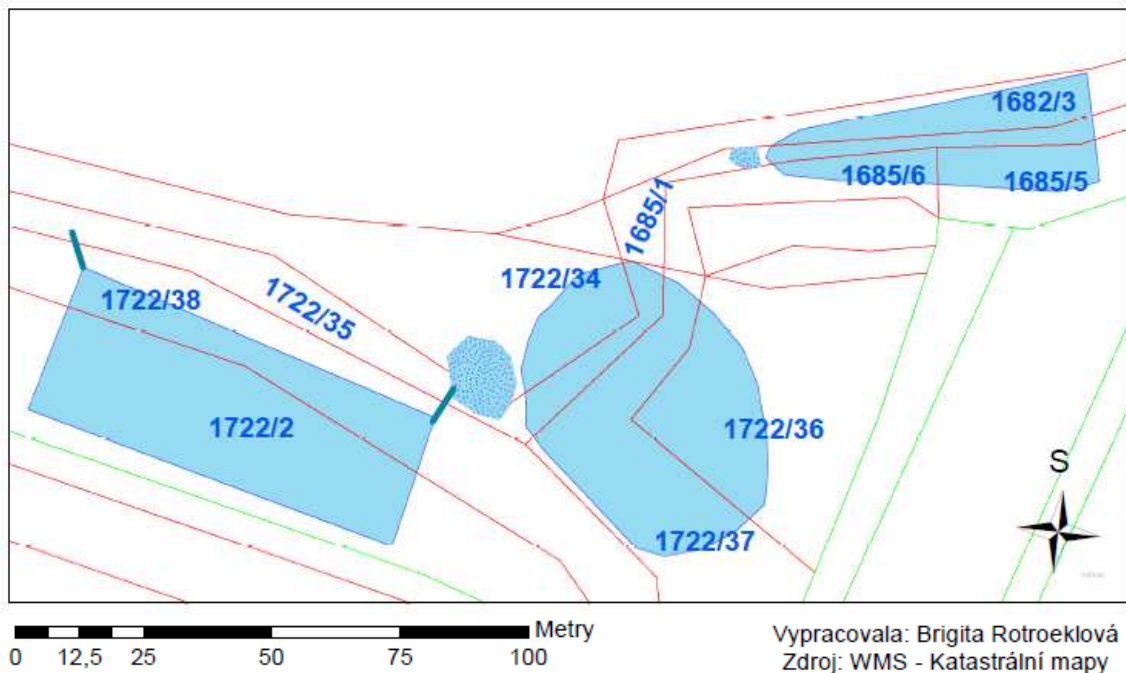 1682/3
1685/6
1685/5
1685/1
1722/34
1722/38
1722/35
1722/2
1722/36
1722/37
S
Metry
0 12,5 25 50 75 100
Vypracovala: Brigita Rotroeklová
Zdroj: WMS - Katastrální mapy